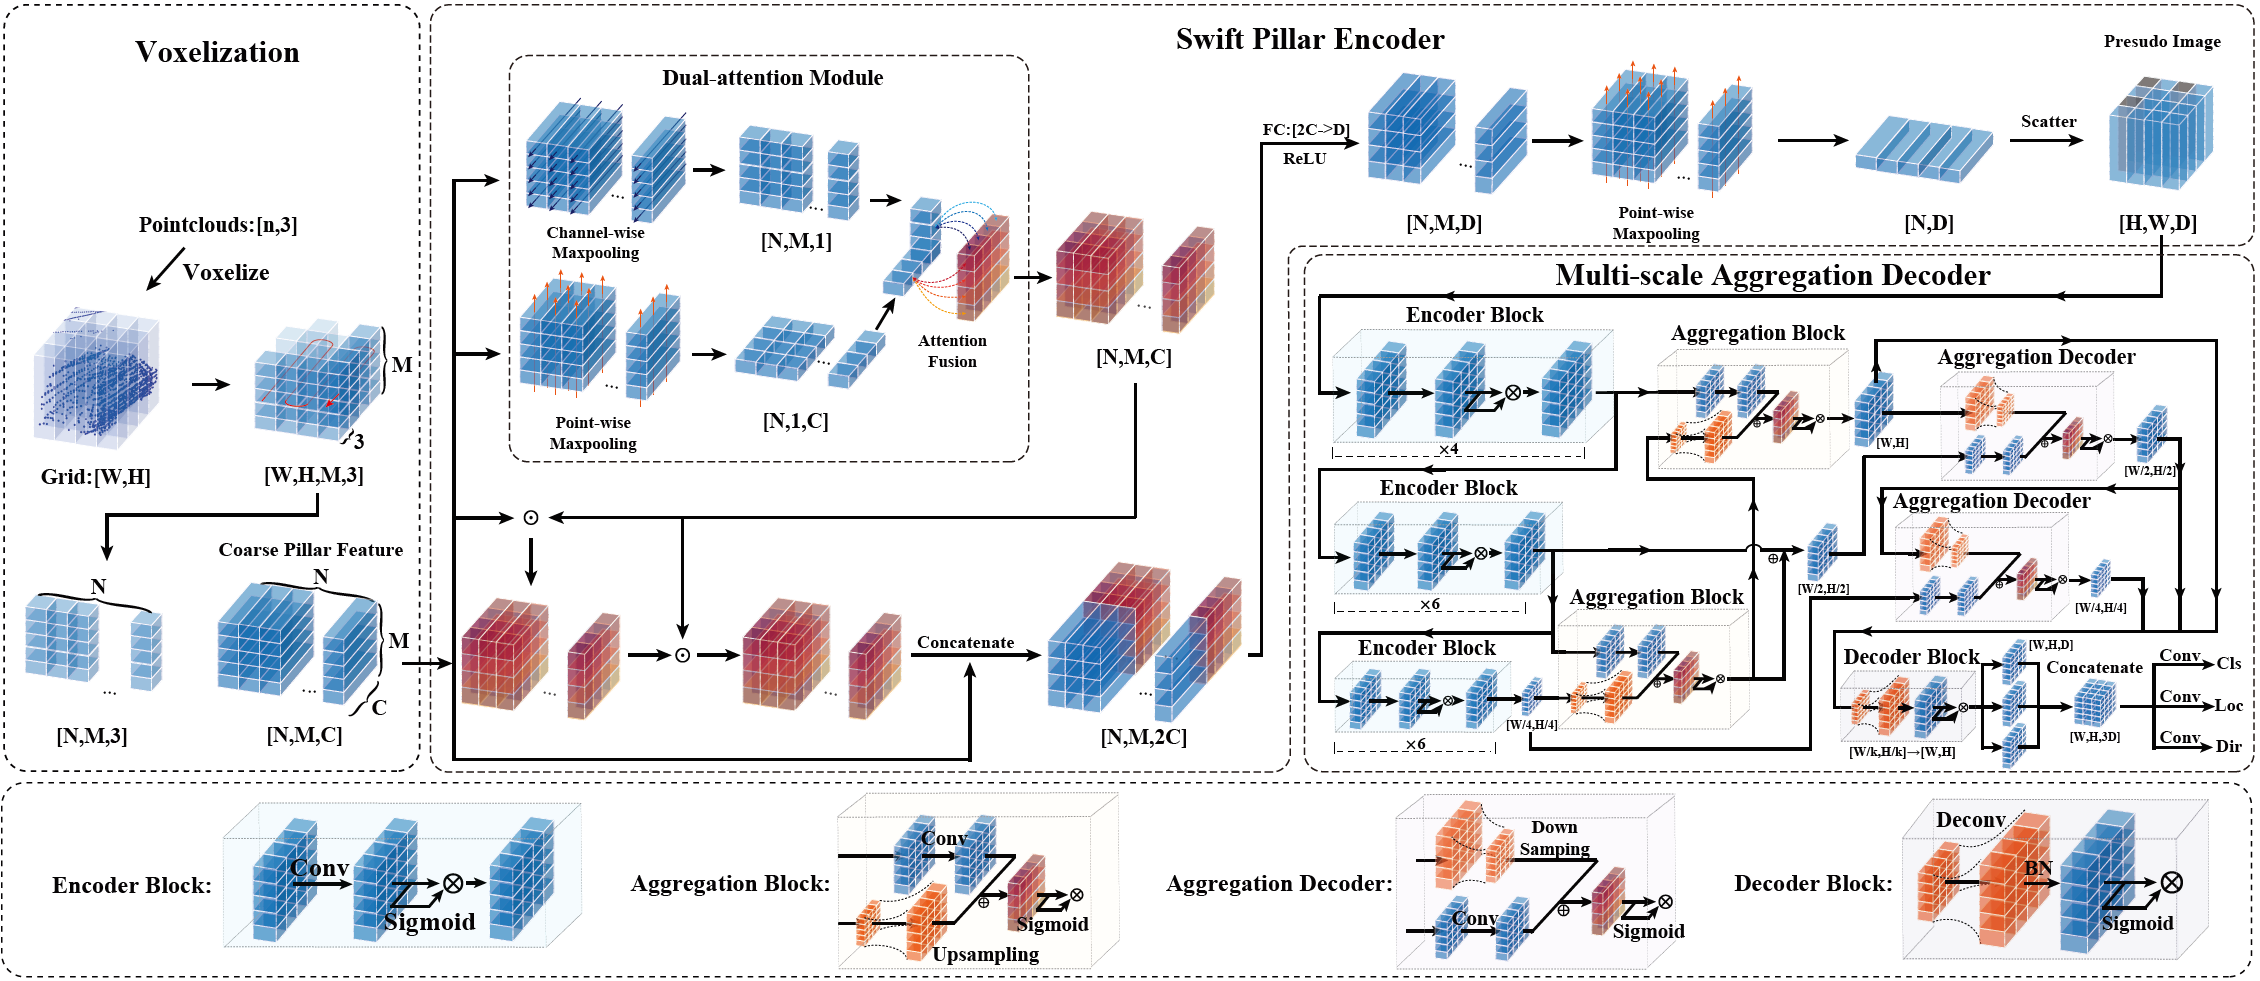 Voxelization
Pointclouds:[n,3]
Voxelize
Grid:[W,H]
M
3
[W,H,M,3]
N
[N,M,3]
...
Coarse Pillar Feature
N
M
C
[N,M,C]
Swift Pillar Encoder
Dual-attention Module
Channel-wise
Maxpooling
...
...
[N,M,1]
Point-wise
Maxpooling
...
...
[N,1,C]
Attention
Fusion
...
[N,M,C]
...
...
Concatenate
...
[N,M,2C]
FC:[2C->D]
ReLU
...
[N,M,D]
...
Point-wise
Maxpooling
[N,D]
Scatter
Presudo Image
[H,W,D]
Multi-scale Aggregation Decoder
Encoder Block
×4
Encoder Block
×6
Encoder Block
×6
[W/4,H/4]
Aggregation Block
[W,H]
Aggregation Block
[W/2,H/2]
Aggregation Decoder
[W/2,H/2]
Aggregation Decoder
[W/4,H/4]
Decoder Block
[W/k,H/k]→[W,H]
[W,H,D]
Concatenate
[W,H,3D]
Conv Cls
Conv Loc
Conv Dir
Encoder Block:
Conv
Sigmoid
Aggregation Block:
Conv
Sigmoid
Upsampling
Aggregation Decoder:
Down
Samping
Conv
Sigmoid
Decoder Block:
Deconv
BN
Sigmoid